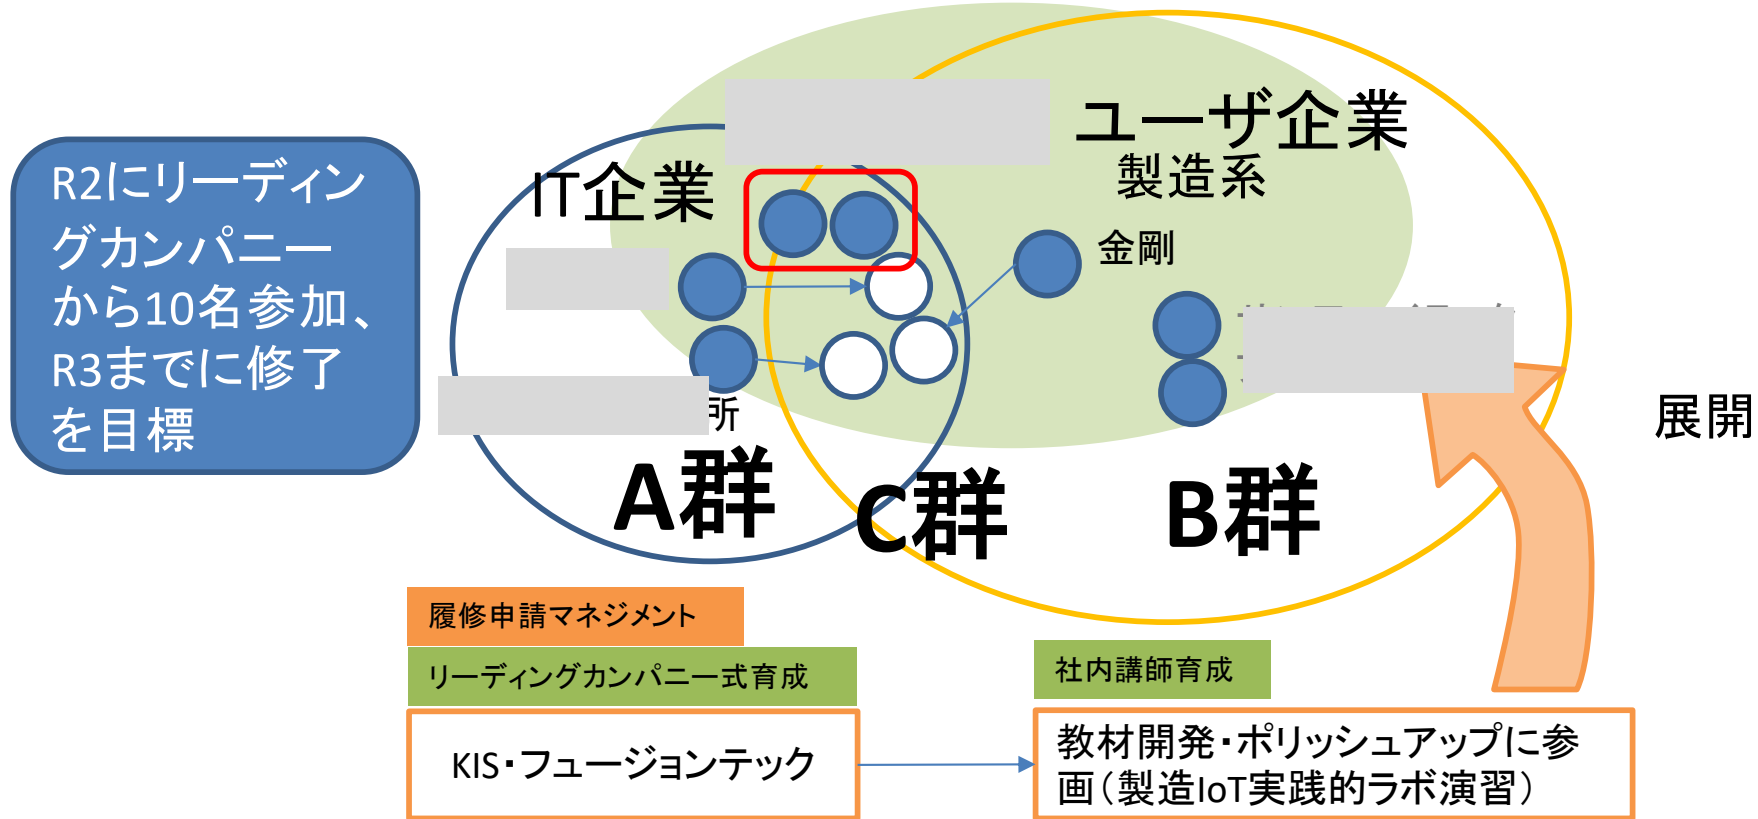 R2にリーディン
グカンパニー
から10名参加、
R3までに修了
を目標
IT企業
ユーザ企業
製造系
金剛
所
展開
A群
C群
B群
履修申請マネジメント
リーディングカンパニー式育成
KIS・フュージョンテック
社内講師育成
教材開発・ポリッシュアップに参
画（製造IoT実践的ラボ演習）